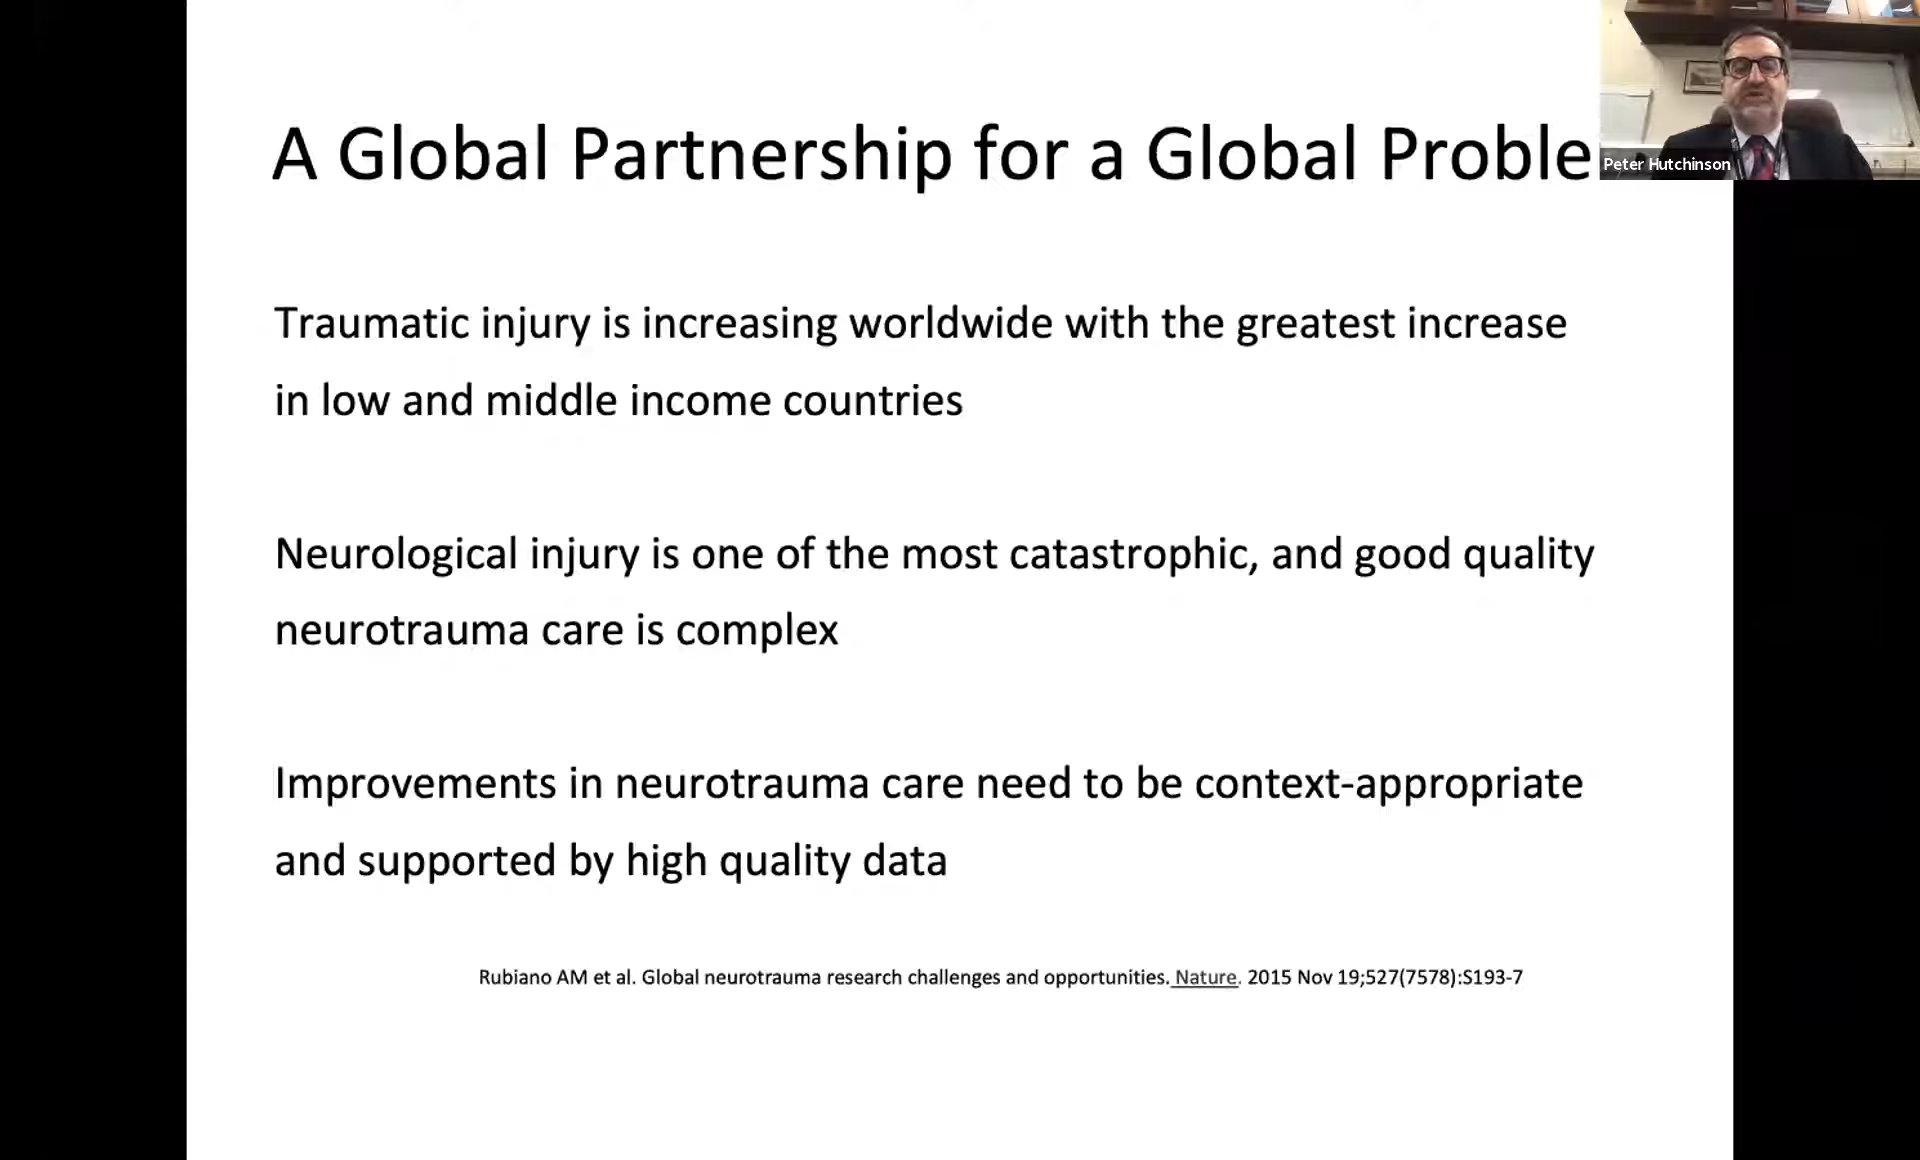 A Global Partnership for a Global Proble
Peter Hutchinson
Traumatic injury is increasing worldwide with the greatest increase
in low and middle income countries
Neurological injury is one of the most catastrophic, and good quality
neurotrauma care is complex
Improvements in neurotrauma care need to be context-appropriate
and supported by high quality data
Rubiano AM et al. Global neurotrauma research challenges and opportunities. Nature. 2015 Nov 19;527(7578):S193-7